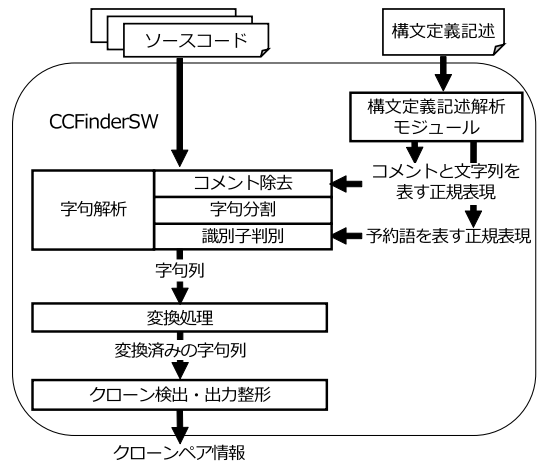 ソースコード
構文定義記述
CCFinderSW
構文定義記述解析
モジュール
コメント除去
コメントと文字列を
表す正規表現
字句解析
字句分割
識別子判別
予約語を表す正規表現
字句列
変換処理
変換済みの字句列
クローン検出・出力整形
クローンペア情報